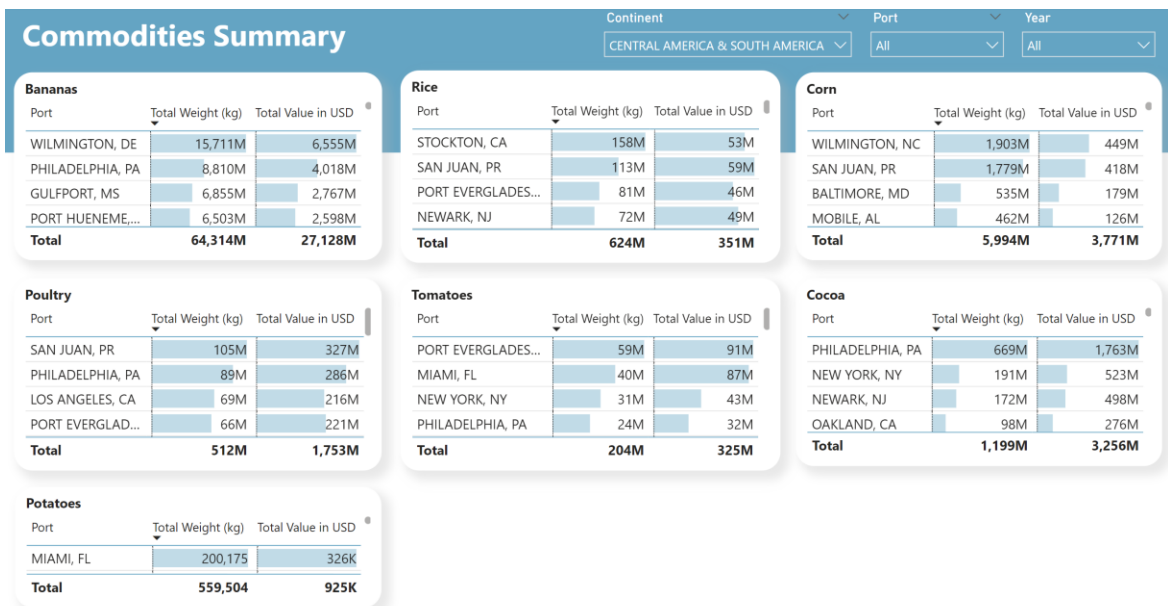 Commodities Summary
Continent Port Year
CENTRAL AMERICA & SOUTH AMERICA All All
Bananas
Port Total Weight (kg) Total Value in USD
WILMINGTON, DE 15,711M 6,555M
PHILADELPHIA, PA 8,810M 4,018M
GULFPORT, MS 6,855M 2,767M
PORT HUENEME,... 6,503M 2,598M
Total 64,314M 27,128M
Rice
Port Total Weight (kg) Total Value in USD
STOCKTON, CA 158M 53M
SAN JUAN, PR 113M 59M
PORT EVERGLADES... 81M 46M
NEWARK, NJ 72M 49M
Total 624M 351M
Corn
Port Total Weight (kg) Total Value in USD
WILMINGTON, NC 1,903M 449M
SAN JUAN, PR 1,779M 418M
BALTIMORE, MD 535M 179M
MOBILE, AL 462M 126M
Total 5,994M 3,771M
Poultry
Port Total Weight (kg) Total Value in USD
SAN JUAN, PR 105M 327M
PHILADELPHIA, PA 89M 286M
LOS ANGELES, CA 69M 216M
PORT EVERGLAD... 66M 221M
Total 512M 1,753M
Tomatoes
Port Total Weight (kg) Total Value in USD
PORT EVERGLADES... 59M 91M
MIAMI, FL 40M 87M
NEW YORK, NY 31M 43M
PHILADELPHIA, PA 24M 32M
Total 204M 325M
Cocoa
Port Total Weight (kg) Total Value in USD
PHILADELPHIA, PA 669M 1,763M
NEW YORK, NY 191M 523M
NEWARK, NJ 172M 498M
OAKLAND, CA 98M 276M
Total 1,199M 3,256M
Potatoes
Port Total Weight (kg) Total Value in USD
MIAMI, FL 200,175 326K
Total 559,504 925K